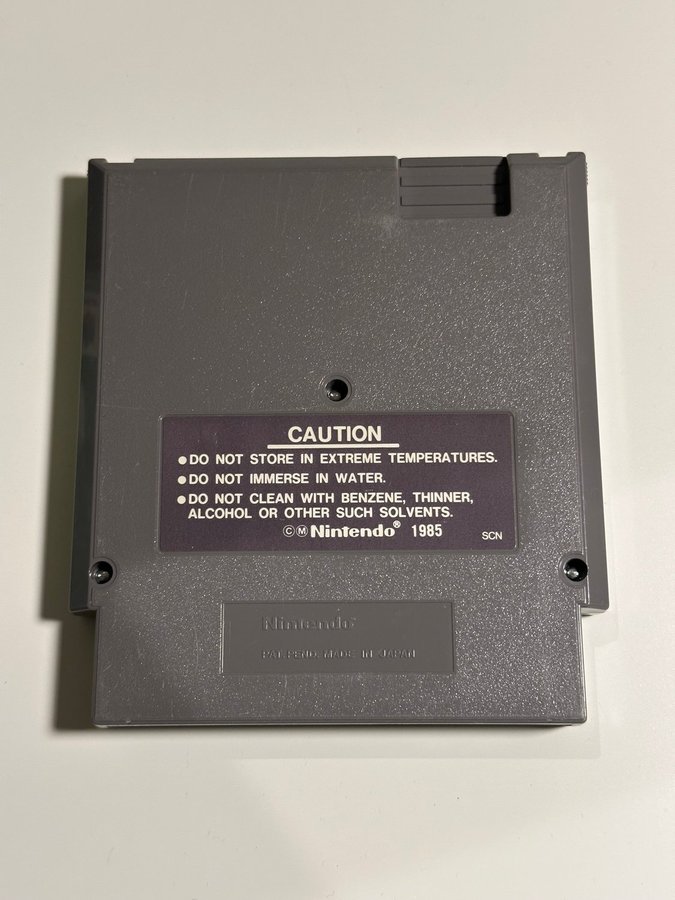 CAUTION
●DO NOT STORE IN EXTREME TEMPERATURES.
●DO NOT IMMERSE IN WATER.
●DO NOT CLEAN WITH BENZENE, THINNER,
ALCOHOL OR OTHER SUCH SOLVENTS.
©Ⓜ Nintendo® 1985
SCN
Nintendo®
PAT.PEND. MADE IN JAPAN